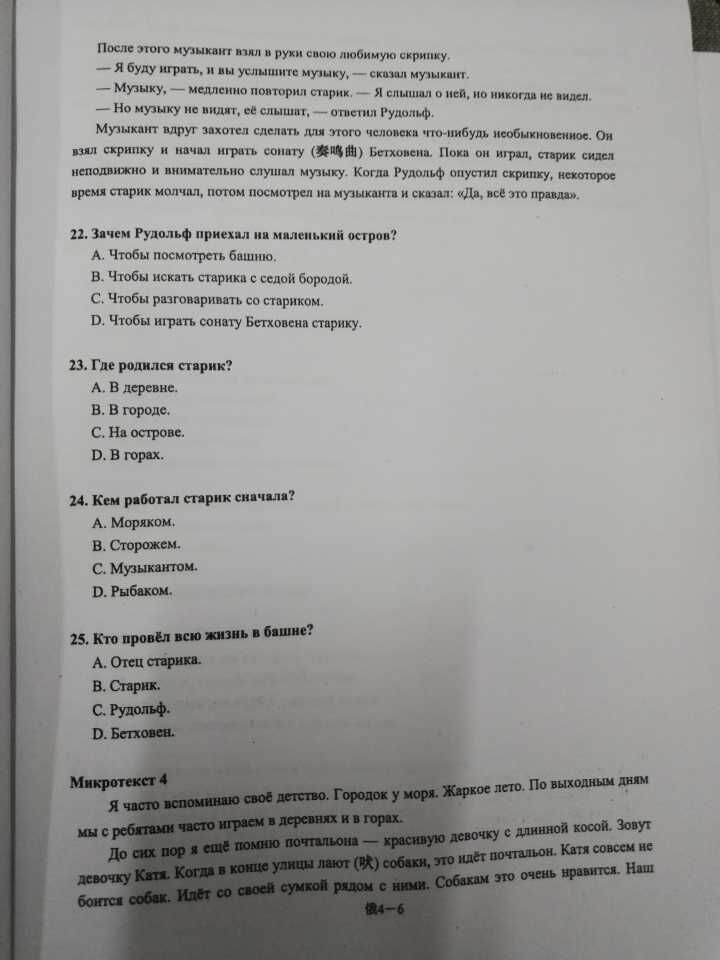 После этого музыкант взял в руки свою любимую скрипку.
— Я буду играть, и вы услышите музыку, — сказал музыкант.
— Музыку, — медленно повторил старик. — Я слышал о ней, но никогда не видел.
— Но музыку не видят, её слышат, — ответил Рудольф.
Музыкант вдруг захотел сделать для этого человека что-нибудь необыкновенное. Он
взял скрипку и начал играть сонату (奏鸣曲) Бетховена. Пока он играл, старик сидел
неподвижно и внимательно слушал музыку. Когда Рудольф опустил скрипку, некоторое
время старик молчал, потом посмотрел на музыканта и сказал: «Да, всё это правда».
22. Зачем Рудольф приехал на маленький остров?
A. Чтобы посмотреть башню.
B. Чтобы искать старика с седой бородой.
C. Чтобы разговаривать со стариком.
D. Чтобы играть сонату Бетховена старику.
23. Где родился старик?
A. В деревне.
B. В городе.
C. На острове.
D. В горах.
24. Кем работал старик сначала?
A. Моряком.
B. Сторожем.
C. Музыкантом.
D. Рыбаком.
25. Кто провёл всю жизнь в башне?
A. Отец старика.
B. Старик.
C. Рудольф.
D. Бетховен.
Микротекст 4
Я часто вспоминаю своё детство. Городок у моря. Жаркое лето. По выходным дням
мы с ребятами часто играем в деревнях и в горах.
До сих пор я ещё помню почтальона — красивую девочку с длинной косой. Зовут
девочку Катя. Когда в конце улицы лают (吠) собаки, это идёт почтальон. Катя совсем не
боится собак. Идёт со своей сумкой рядом с ними. Собакам это очень нравится. Наш
俄4—6